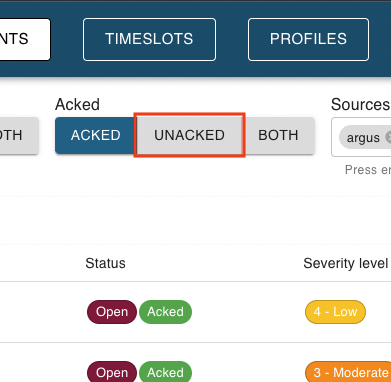 NTS TIMESLOTS PROFILES
Acked Sources
OTH ACKED UNACKED BOTH argus
Press en
Status Severity level
Open Acked 4 - Low
Open Acked 3 - Moderate